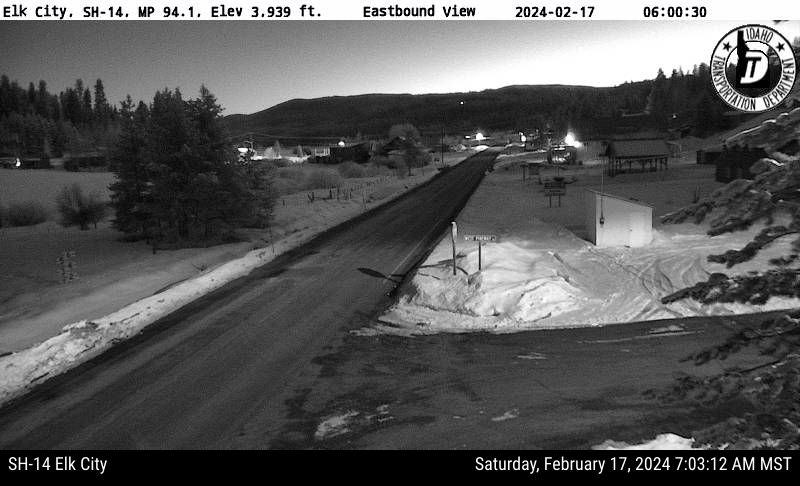 Elk City, SH-14, MP 94.1, Elev 3,939 ft. Eastbound View 2024-02-17 06:00:30
IDAHO
TRANSPORTATION DEPARTMENT
SH-14 Elk City Saturday, February 17, 2024 7:03:12 AM MST